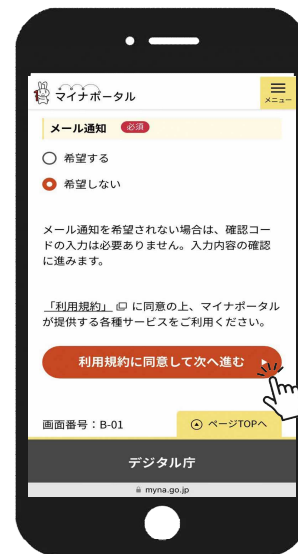 マイナポータル
メニュー
メール通知 必須
希望する
希望しない
メール通知を希望されない場合は、確認コー
ドの入力は必要ありません。入力内容の確認
に進みます。
「利用規約」 に同意の上、マイナポータル
が提供する各種サービスをご利用ください。
利用規約に同意して次へ進む
画面番号：B-01
ページTOPへ
デジタル庁
myna.go.jp